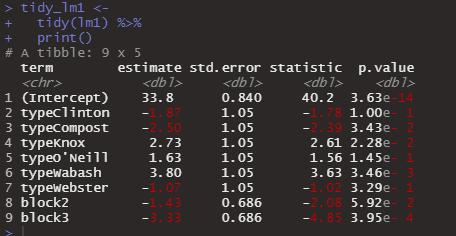 > tidy_lm1 <-
+   tidy(lm1) %>%
+   print()
# A tibble: 9 x 5
  term        estimate std.error statistic  p.value
  <chr>          <dbl>     <dbl>     <dbl>    <dbl>
1 (Intercept)    33.8      0.840     40.2  3.63e-14
2 typeClinton    -1.87     1.05      -1.78 1.00e- 1
3 typeCompost    -2.50     1.05      -2.39 3.43e- 2
4 typeKnox        2.73     1.05       2.61 2.28e- 2
5 typeO'Neill     1.63     1.05       1.56 1.45e- 1
6 typeWabash      3.80     1.05       3.63 3.46e- 3
7 typeWebster    -1.07     1.05      -1.02 3.29e- 1
8 block2         -1.43     0.686     -2.08 5.92e- 2
9 block3         -3.33     0.686     -4.85 3.95e- 4
>